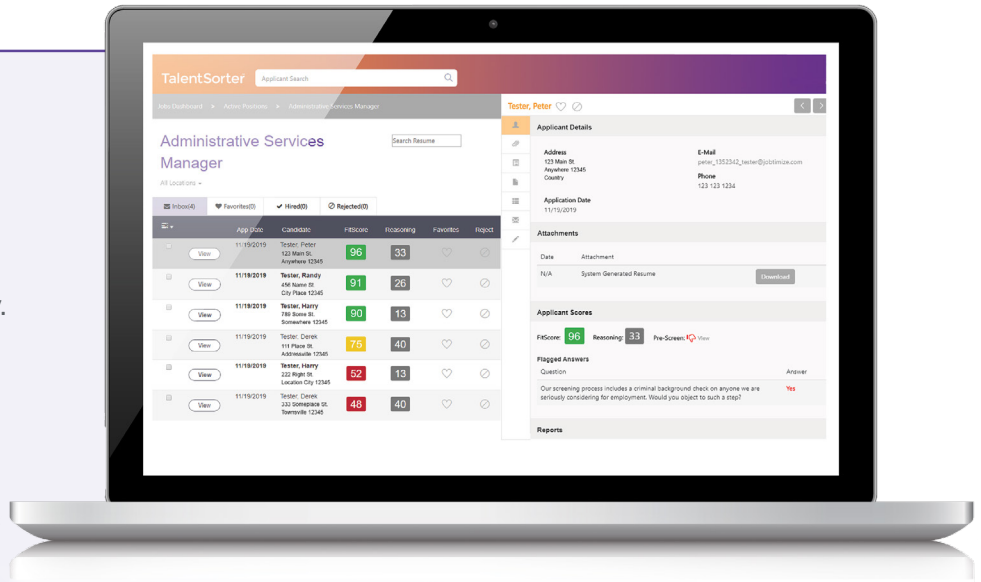 TalentSorter
Applicant Search
Jobs Dashboard
Active Positions
Administrative Services Manager
Administrative Services
Manager
Search Resume
All Locations
Inbox(4)
Favorites(0)
Hired(0)
Rejected(0)
App Date
Candidate
FitScore
Reasoning
Favorites
Reject
View
11/19/2019
Tester, Peter
123 Main St.
Anywhere 12345
96
33
View
11/19/2019
Tester, Randy
456 Name St.
City Place 12345
91
26
View
11/19/2019
Tester, Harry
789 Some St.
Somewhere 12345
90
13
View
11/19/2019
Tester, Derek
111 Place St.
Addressville 12345
75
40
View
11/19/2019
Tester, Harry
222 Right St.
Location City 12345
52
13
View
11/19/2019
Tester, Derek
333 Someplace St.
Townsville 12345
48
40
Tester, Peter
Applicant Details
Address
123 Main St
Anywhere 12345
Country
E-Mail
peter_1352342_tester@jobtimize.com
Phone
123 123 1234
Application Date
11/19/2019
Attachments
Date
Attachment
N/A
System Generated Resume
Download
Applicant Scores
FitScore:
96
Reasoning:
33
Pre-Screen:
View
Flagged Answers
Question
Answer
Our screening process includes a criminal background check on anyone we are
seriously considering for employment. Would you object to such a step?
Yes
Reports